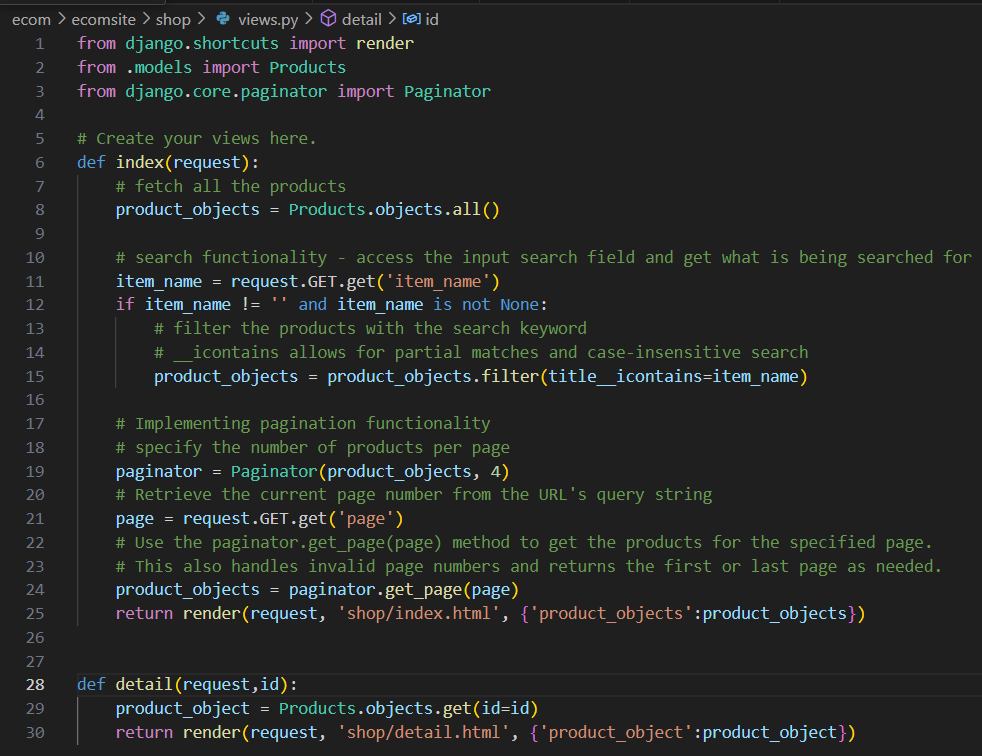 ecom > ecomsite > shop > views.py > detail > id
1 from django.shortcuts import render
2 from .models import Products
3 from django.core.paginator import Paginator
4
5 # Create your views here.
6 def index(request):
7     # fetch all the products
8     product_objects = Products.objects.all()
9
10     # search functionality - access the input search field and get what is being searched for
11     item_name = request.GET.get('item_name')
12     if item_name != '' and item_name is not None:
13         # filter the products with the search keyword
14         # __icontains allows for partial matches and case-insensitive search
15         product_objects = product_objects.filter(title__icontains=item_name)
16
17     # Implementing pagination functionality
18     # specify the number of products per page
19     paginator = Paginator(product_objects, 4)
20     # Retrieve the current page number from the URL's query string
21     page = request.GET.get('page')
22     # Use the paginator.get_page(page) method to get the products for the specified page.
23     # This also handles invalid page numbers and returns the first or last page as needed.
24     product_objects = paginator.get_page(page)
25     return render(request, 'shop/index.html', {'product_objects':product_objects})
26
27
28 def detail(request,id):
29     product_object = Products.objects.get(id=id)
30     return render(request, 'shop/detail.html', {'product_object':product_object})